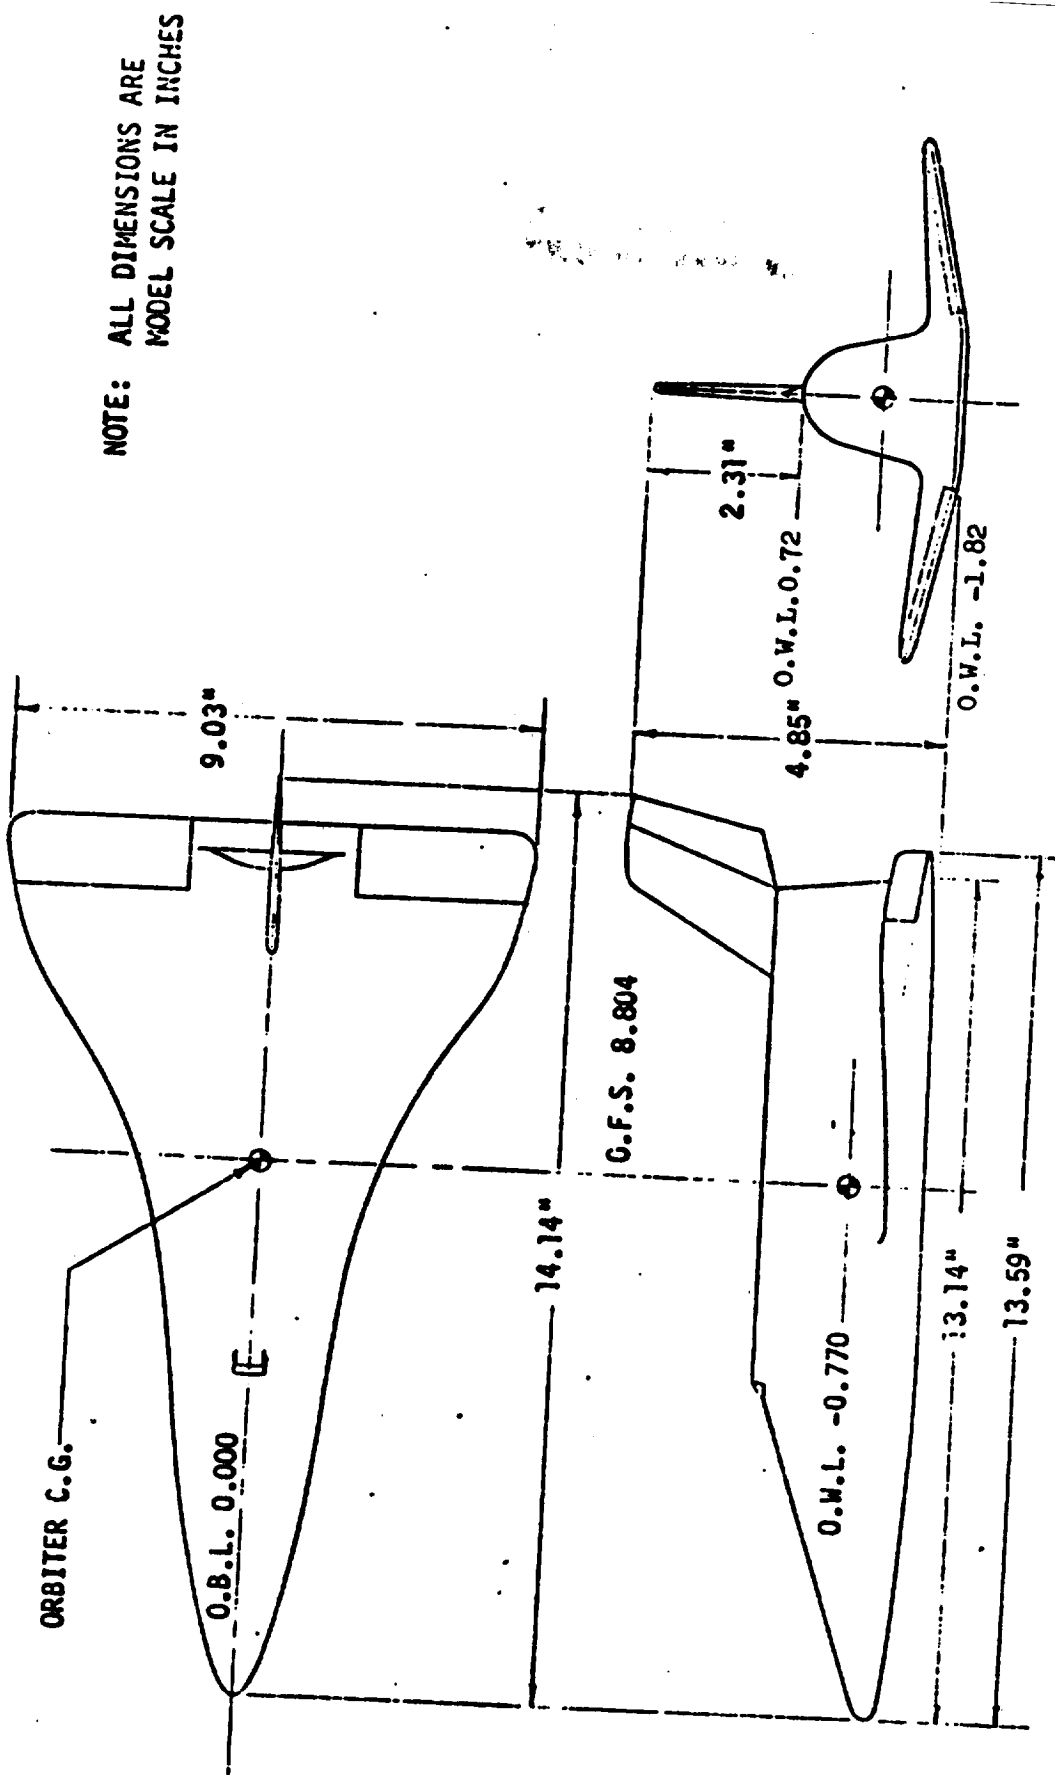 NOTE: ALL DIMENSIONS ARE
MODEL SCALE IN INCHES
ORBITER C.G.
O.B.L. 0.000
9.03"
14.14"
O.F.S. 8.804
2.31"
O.W.L. 0.72
4.85"
O.W.L. -1.82
O.W.L. -0.770
13.14"
13.59"